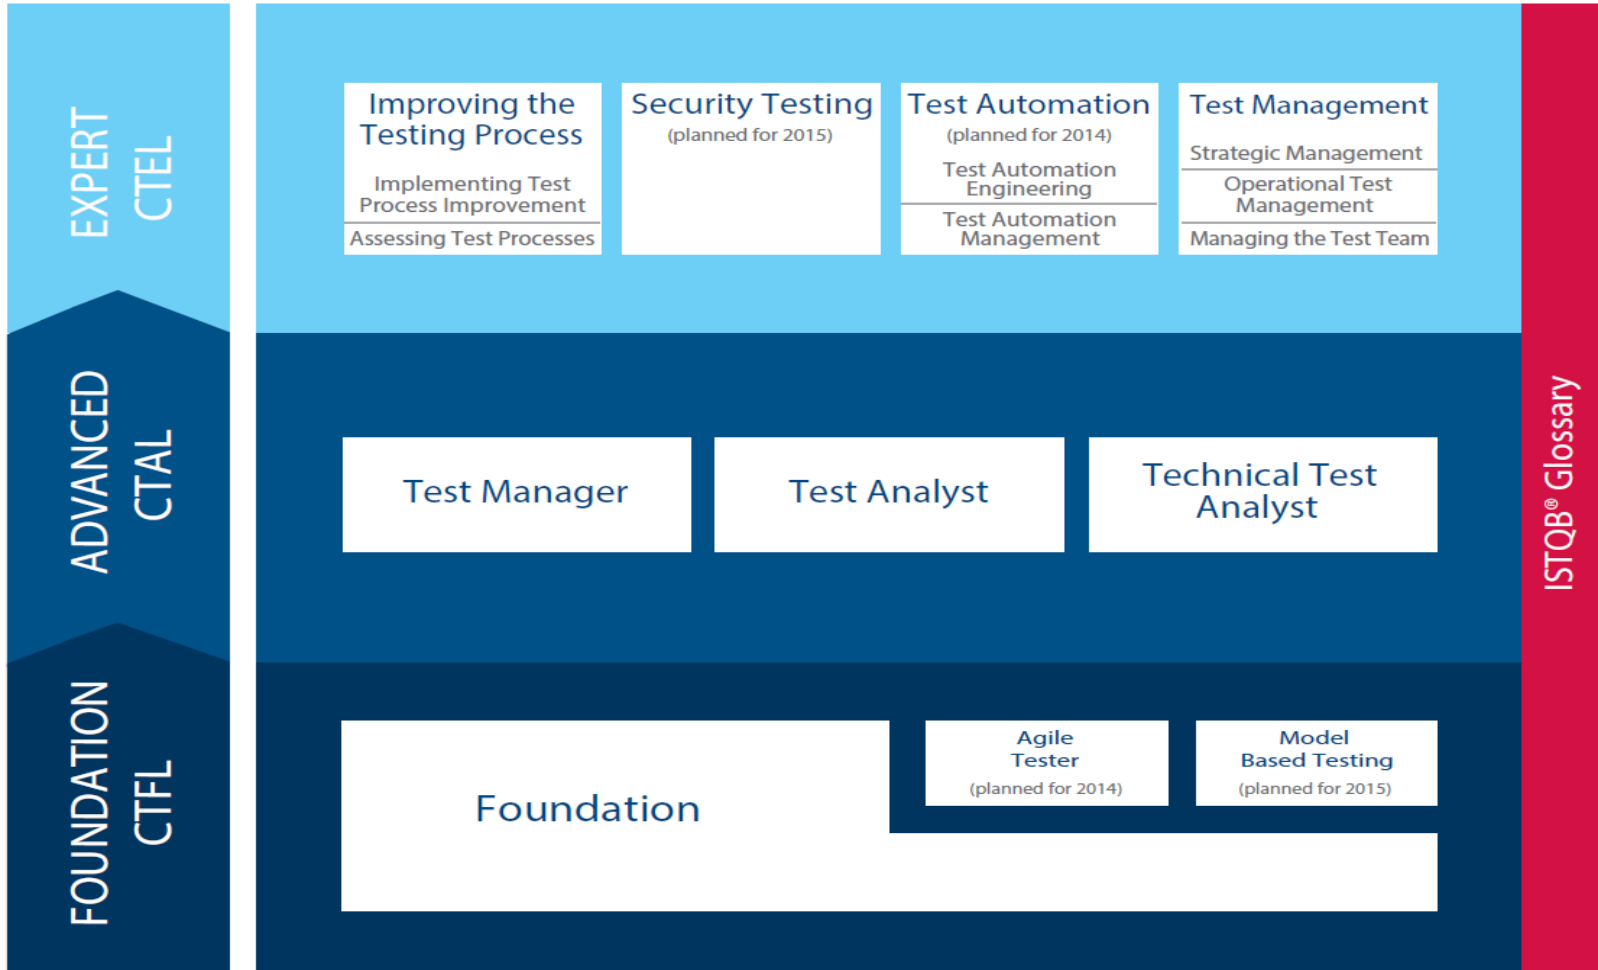 EXPERT
CTEL
Improving the
Testing Process
Implementing Test
Process Improvement
Assessing Test Processes
Security Testing
(planned for 2015)
Test Automation
(planned for 2014)
Test Automation
Engineering
Test Automation
Management
Test Management
Strategic Management
Operational Test
Management
Managing the Test Team
ADVANCED
CTAL
Test Manager
Test Analyst
Technical Test
Analyst
FOUNDATION
CTFL
Foundation
Agile
Tester
(planned for 2014)
Model
Based Testing
(planned for 2015)
ISTQB® Glossary